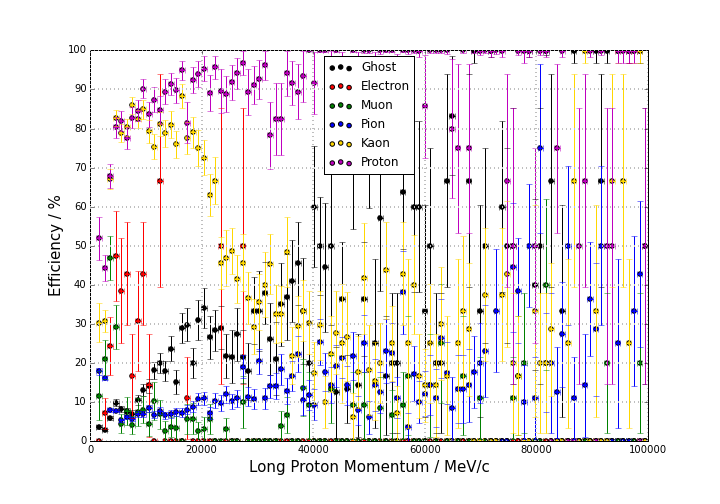 100
90
80
70
60
50
40
30
20
10
0
Efficiency / %
Ghost
Electron
Muon
Pion
Kaon
Proton
0
20000
40000
60000
80000
100000
Long Proton Momentum / MeV/c